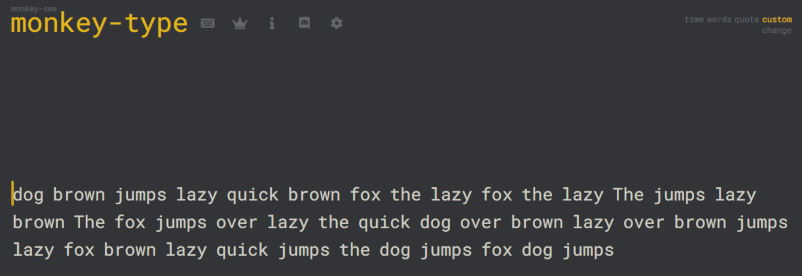 monkey-see
monkey-type
time words quote custom
change
dog brown jumps lazy quick brown fox the lazy fox the lazy The jumps lazy
brown The fox jumps over lazy the quick dog over brown lazy over brown jumps
lazy fox brown lazy quick jumps the dog jumps fox dog jumps